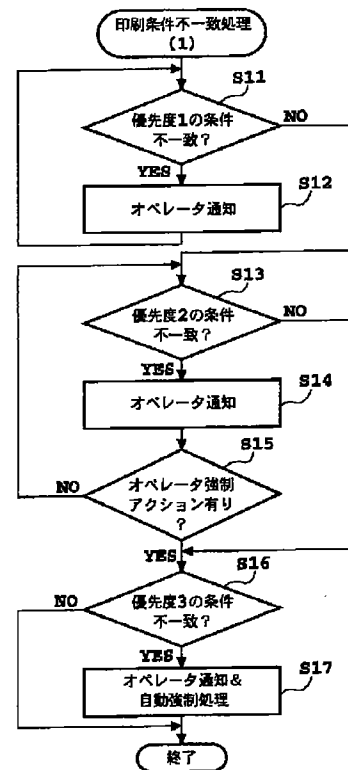 印刷条件不一致処理
(1)
S11
優先度1の条件
不一致?
NO
YES
S12
オペレータ通知
S13
優先度2の条件
不一致?
NO
YES
S14
オペレータ通知
S15
オペレータ強制
アクション有り
?
NO
YES
S16
優先度3の条件
不一致?
NO
YES
S17
オペレータ通知&
自動強制処理
終了